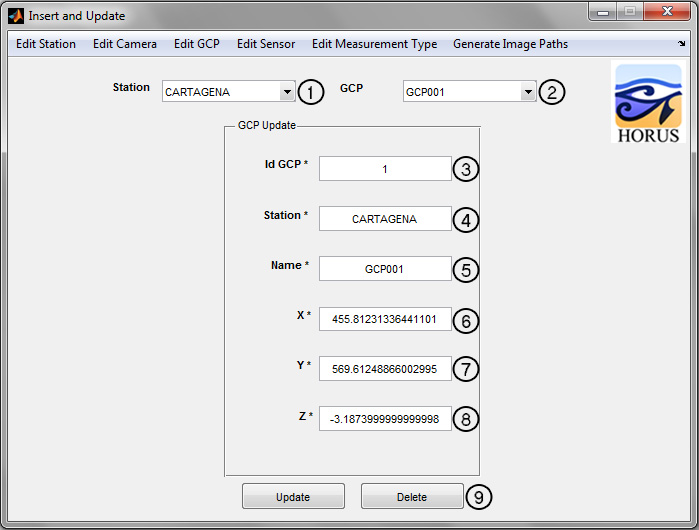 Insert and Update
Edit Station Edit Camera Edit GCP Edit Sensor Edit Measurement Type Generate Image Paths
Station CARTAGENA 1 GCP GCP001 2
HORUS
GCP Update
Id GCP * 1 3
Station * CARTAGENA 4
Name * GCP001 5
X * 455.81231336441101 6
Y * 569.61248866002995 7
Z * -3.1873999999999998 8
Update Delete 9